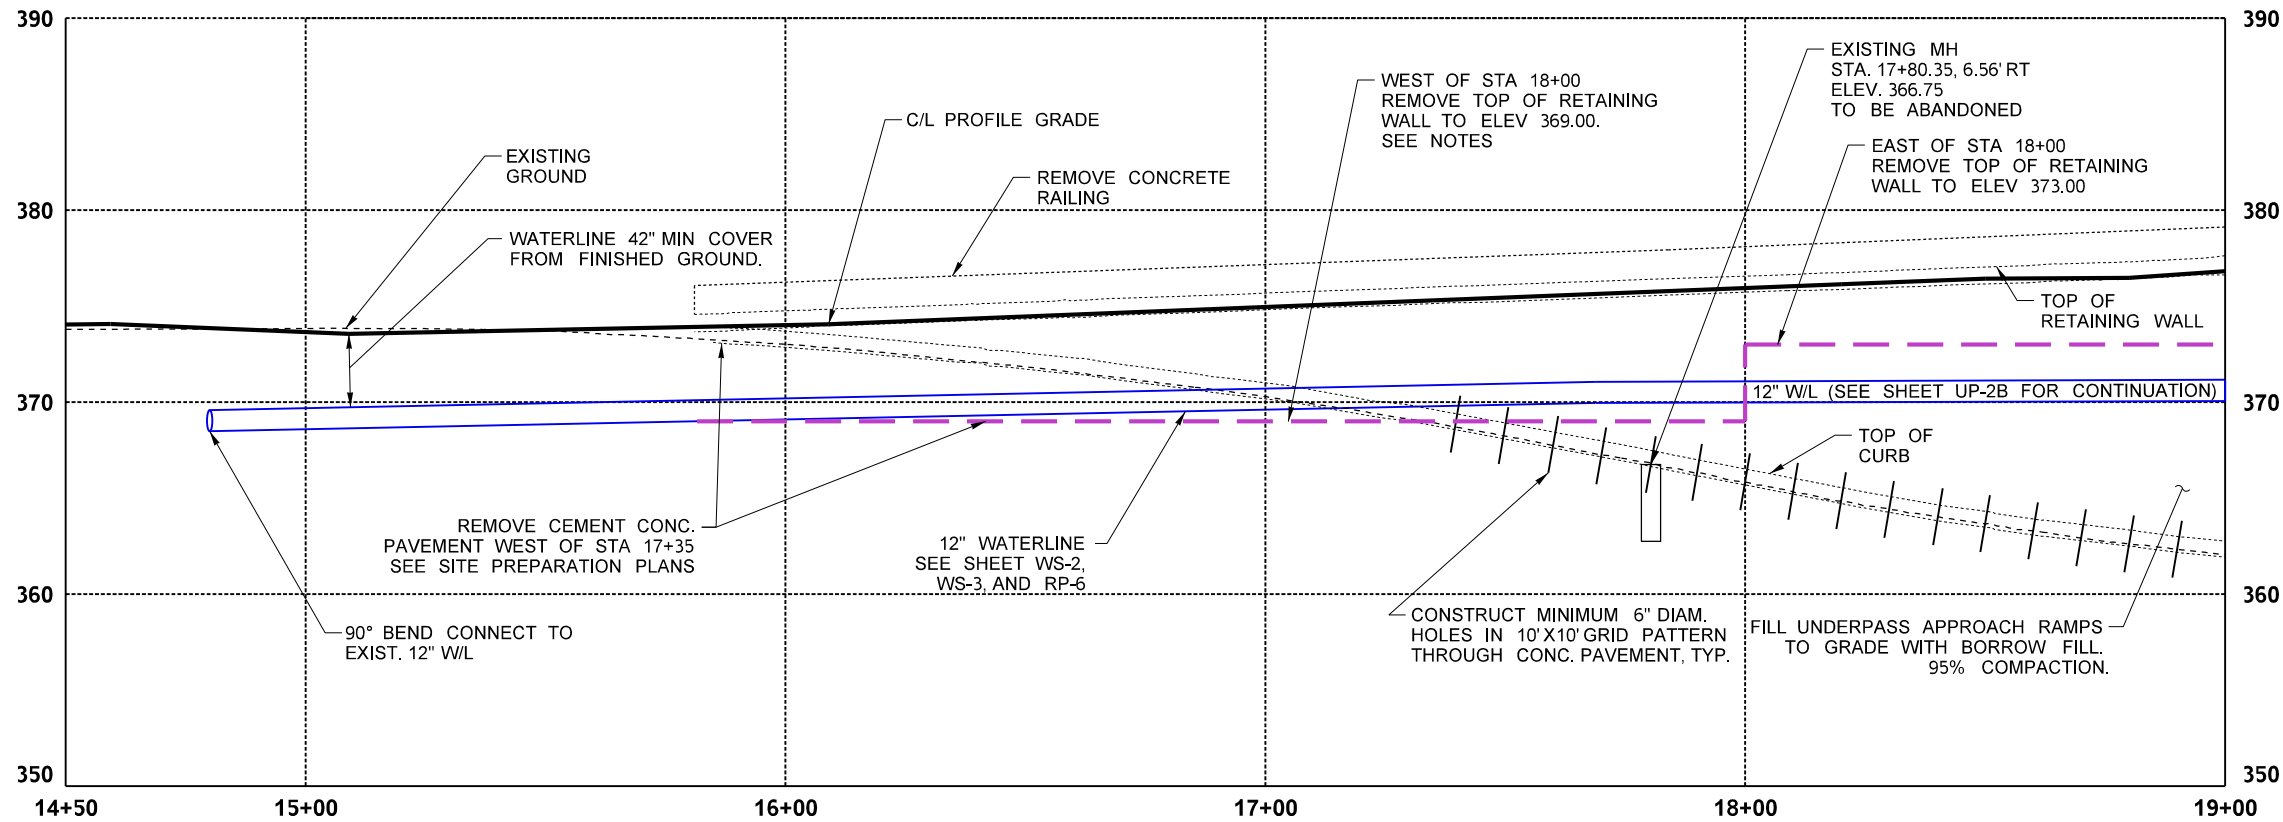 390
390
EXISTING MH
STA. 17+80.35, 6.56' RT
ELEV. 366.75
TO BE ABANDONED
WEST OF STA 18+00
REMOVE TOP OF RETAINING
WALL TO ELEV 369.00.
SEE NOTES
C/L PROFILE GRADE
EAST OF STA 18+00
REMOVE TOP OF RETAINING
WALL TO ELEV 373.00
EXISTING
GROUND
REMOVE CONCRETE
RAILING
380
380
WATERLINE 42" MIN COVER
FROM FINISHED GROUND.
TOP OF
RETAINING WALL
370
12" W/L (SEE SHEET UP-2B FOR CONTINUATION)
370
TOP OF
CURB
REMOVE CEMENT CONC.
PAVEMENT WEST OF STA 17+35
SEE SITE PREPARATION PLANS
12" WATERLINE
SEE SHEET WS-2,
WS-3, AND RP-6
360
360
CONSTRUCT MINIMUM 6" DIAM.
HOLES IN 10'X10' GRID PATTERN
THROUGH CONC. PAVEMENT, TYP.
FILL UNDERPASS APPROACH RAMPS
TO GRADE WITH BORROW FILL.
95% COMPACTION.
90° BEND CONNECT TO
EXIST. 12" W/L
350
350
14+50
15+00
16+00
17+00
18+00
19+00